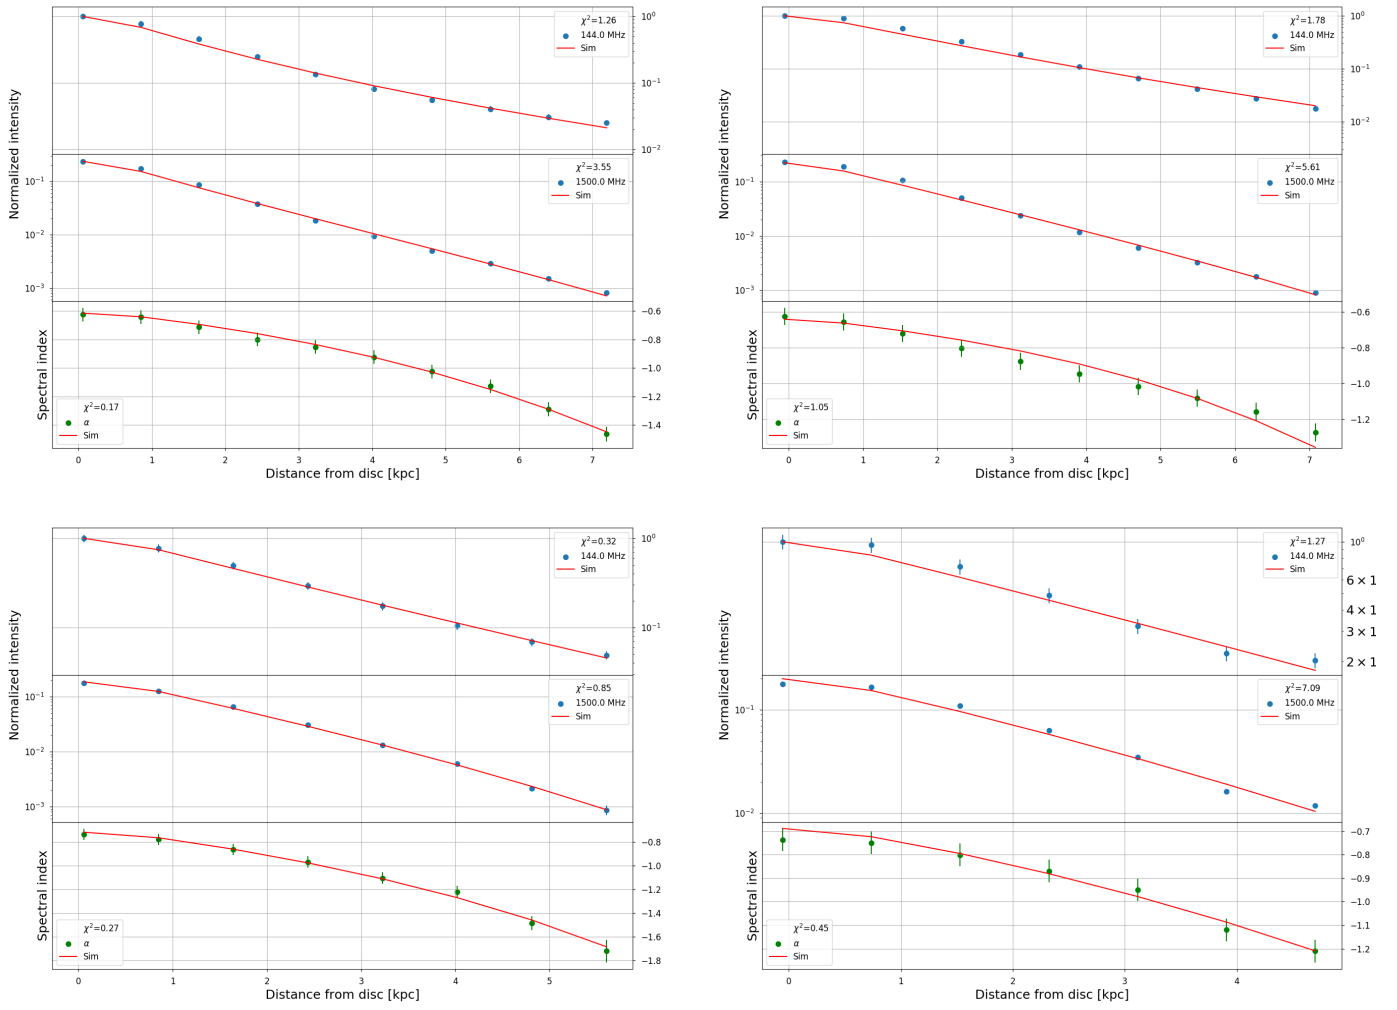 χ²=1.26
144.0 MHz
Sim
10⁰
10⁻¹
10⁻²
Normalized intensity
χ²=3.55
1500.0 MHz
Sim
10⁻¹
10⁻²
10⁻³
Spectral index
χ²=0.17
α
Sim
−0.6
−0.8
−1.0
−1.2
−1.4
0 1 2 3 4 5 6 7
Distance from disc [kpc]
χ²=1.78
144.0 MHz
Sim
10⁰
10⁻¹
10⁻²
Normalized intensity
χ²=5.61
1500.0 MHz
Sim
10⁻¹
10⁻²
10⁻³
Spectral index
χ²=1.05
α
Sim
−0.6
−0.8
−1.0
−1.2
0 1 2 3 4 5 6 7
Distance from disc [kpc]
χ²=0.32
144.0 MHz
Sim
10⁰
10⁻¹
Normalized intensity
χ²=0.85
1500.0 MHz
Sim
10⁻¹
10⁻²
10⁻³
Spectral index
χ²=0.27
α
Sim
−0.8
−1.0
−1.2
−1.4
−1.6
−1.8
0 1 2 3 4 5
Distance from disc [kpc]
χ²=1.27
144.0 MHz
Sim
10⁰
6 × 1
4 × 1
3 × 1
2 × 1
Normalized intensity
χ²=7.09
1500.0 MHz
Sim
10⁻¹
10⁻²
Spectral index
χ²=0.45
α
Sim
−0.7
−0.8
−0.9
−1.0
−1.1
−1.2
0 1 2 3 4
Distance from disc [kpc]